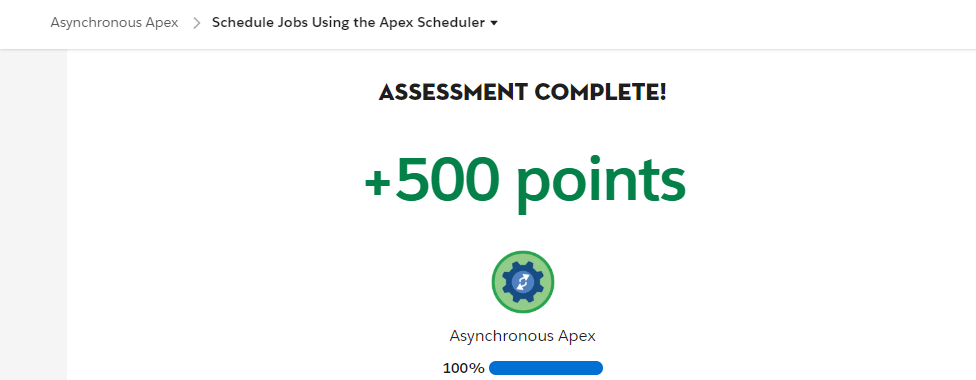 Asynchronous Apex > Schedule Jobs Using the Apex Scheduler
ASSESSMENT COMPLETE!
+500 points
Asynchronous Apex
100%